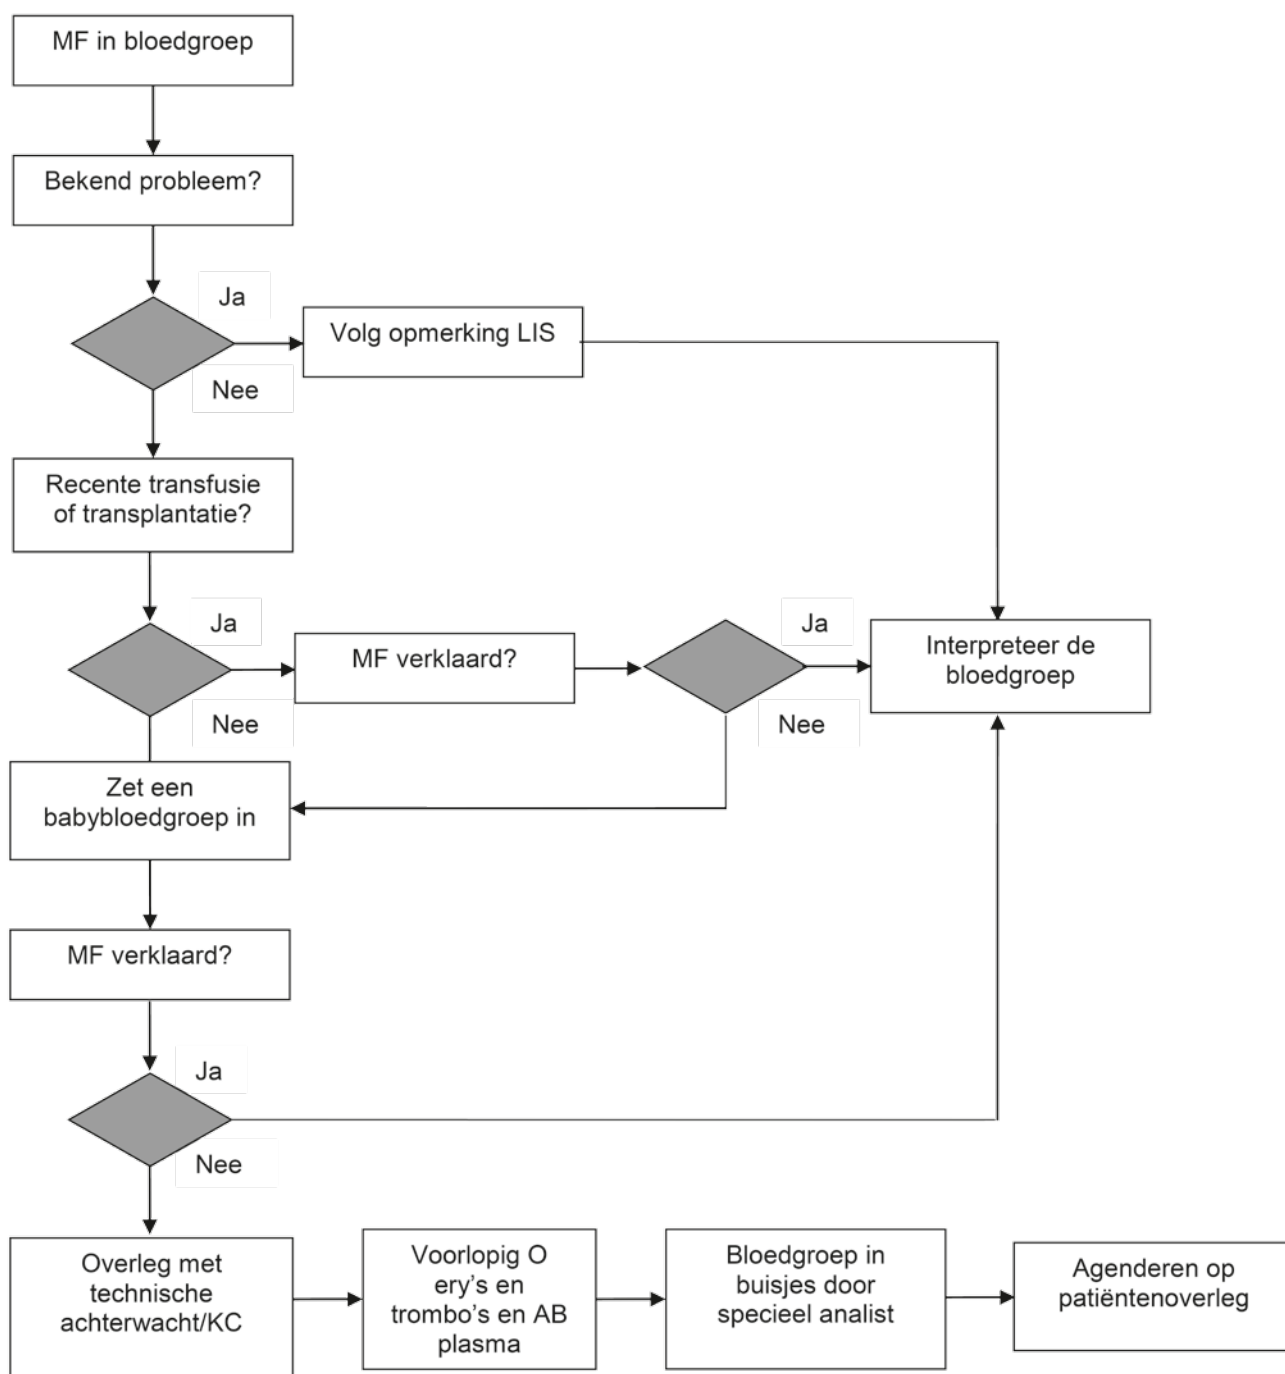 MF in bloedgroep
Bekend probleem?
Ja
Volg opmerking LIS
Nee
Recente transfusie
of transplantatie?
Ja
MF verklaard?
Ja
Interpreteer de
bloedgroep
Nee
Nee
Zet een
babybloedgroep in
MF verklaard?
Ja
Nee
Overleg met
technische
achterwacht/KC
Voorlopig O
ery’s en
trombo’s en AB
plasma
Bloedgroep in
buisjes door
specieel analist
Agenderen op
patiëntenoverleg